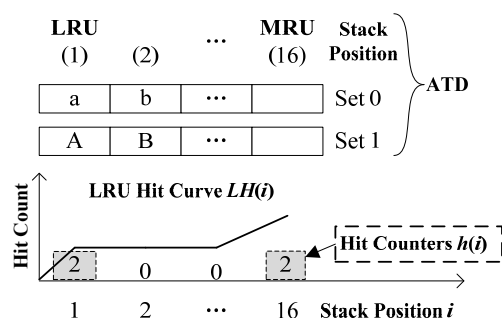 LRU ... MRU Stack
(1) (2) (16) Position
a b ... Set 0
ATD
A B ... Set 1
LRU Hit Curve LH(i)
Hit Count
Hit Counters h(i)
2 0 0 2
1 2 ... 16 Stack Position i